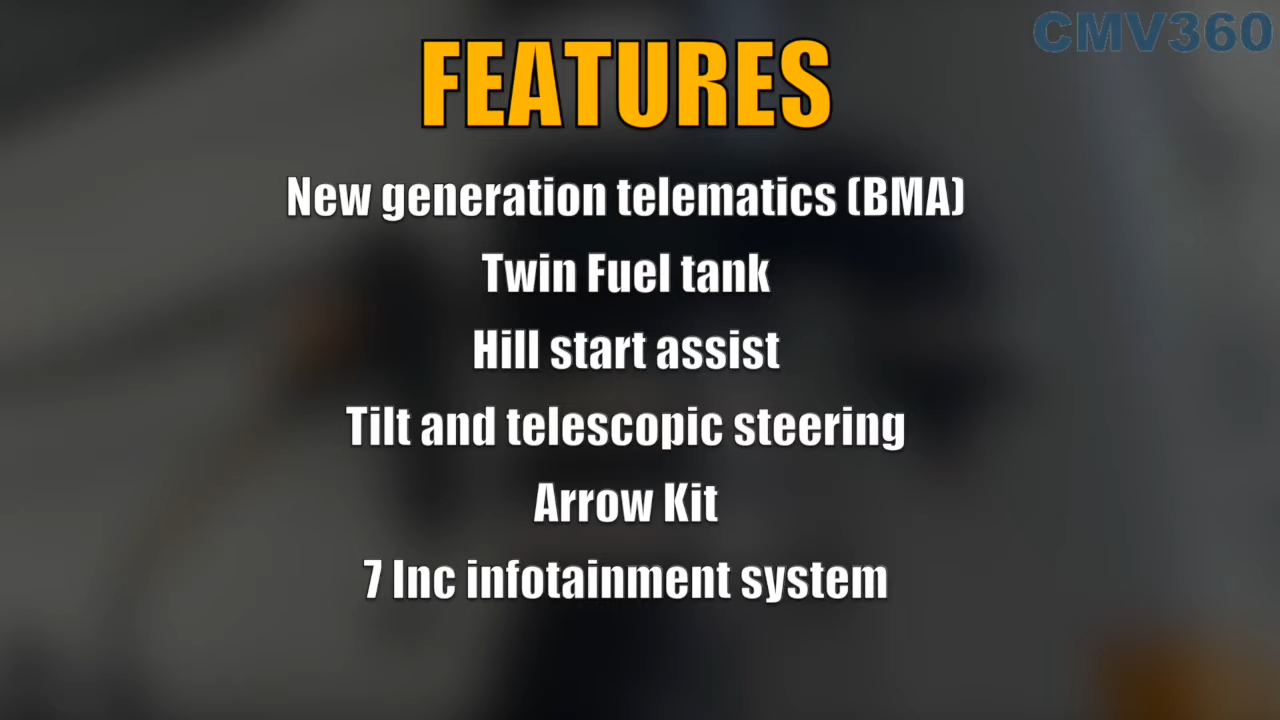 CMV360
FEATURES
New generation telematics (BMA)
Twin Fuel tank
Hill start assist
Tilt and telescopic steering
Arrow Kit
7 Inc infotainment system